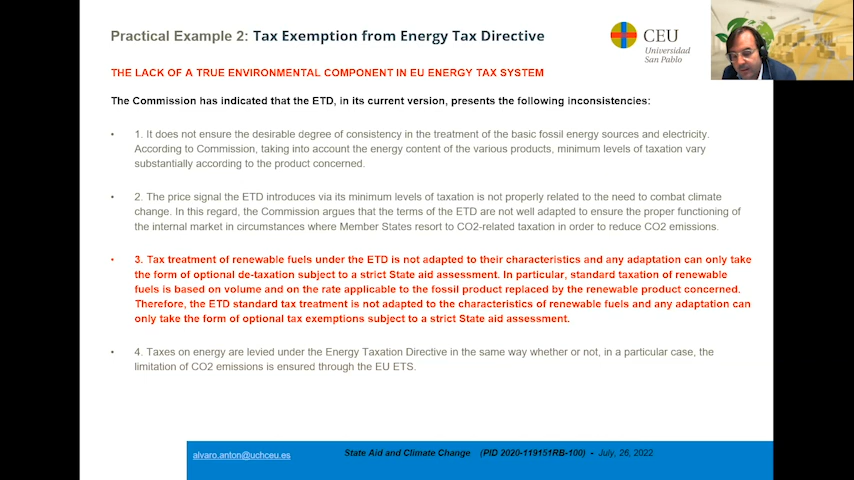 Practical Example 2: Tax Exemption from Energy Tax Directive
CEU
Universidad
San Pablo
THE LACK OF A TRUE ENVIRONMENTAL COMPONENT IN EU ENERGY TAX SYSTEM
The Commission has indicated that the ETD, in its current version, presents the following inconsistencies:
• 1. It does not ensure the desirable degree of consistency in the treatment of the basic fossil energy sources and electricity.
According to Commission, taking into account the energy content of the various products, minimum levels of taxation vary
substantially according to the product concerned.
• 2. The price signal the ETD introduces via its minimum levels of taxation is not properly related to the need to combat climate
change. In this regard, the Commission argues that the terms of the ETD are not well adapted to ensure the proper functioning of
the internal market in circumstances where Member States resort to CO2-related taxation in order to reduce CO2 emissions.
• 3. Tax treatment of renewable fuels under the ETD is not adapted to their characteristics and any adaptation can only take
the form of optional de-taxation subject to a strict State aid assessment. In particular, standard taxation of renewable
fuels is based on volume and on the rate applicable to the fossil product replaced by the renewable product concerned.
Therefore, the ETD standard tax treatment is not adapted to the characteristics of renewable fuels and any adaptation can
only take the form of optional tax exemptions subject to a strict State aid assessment.
• 4. Taxes on energy are levied under the Energy Taxation Directive in the same way whether or not, in a particular case, the
limitation of CO2 emissions is ensured through the EU ETS.
alvaro.anton@uchceu.es
State Aid and Climate Change (PID 2020-119151RB-100) - July, 26, 2022